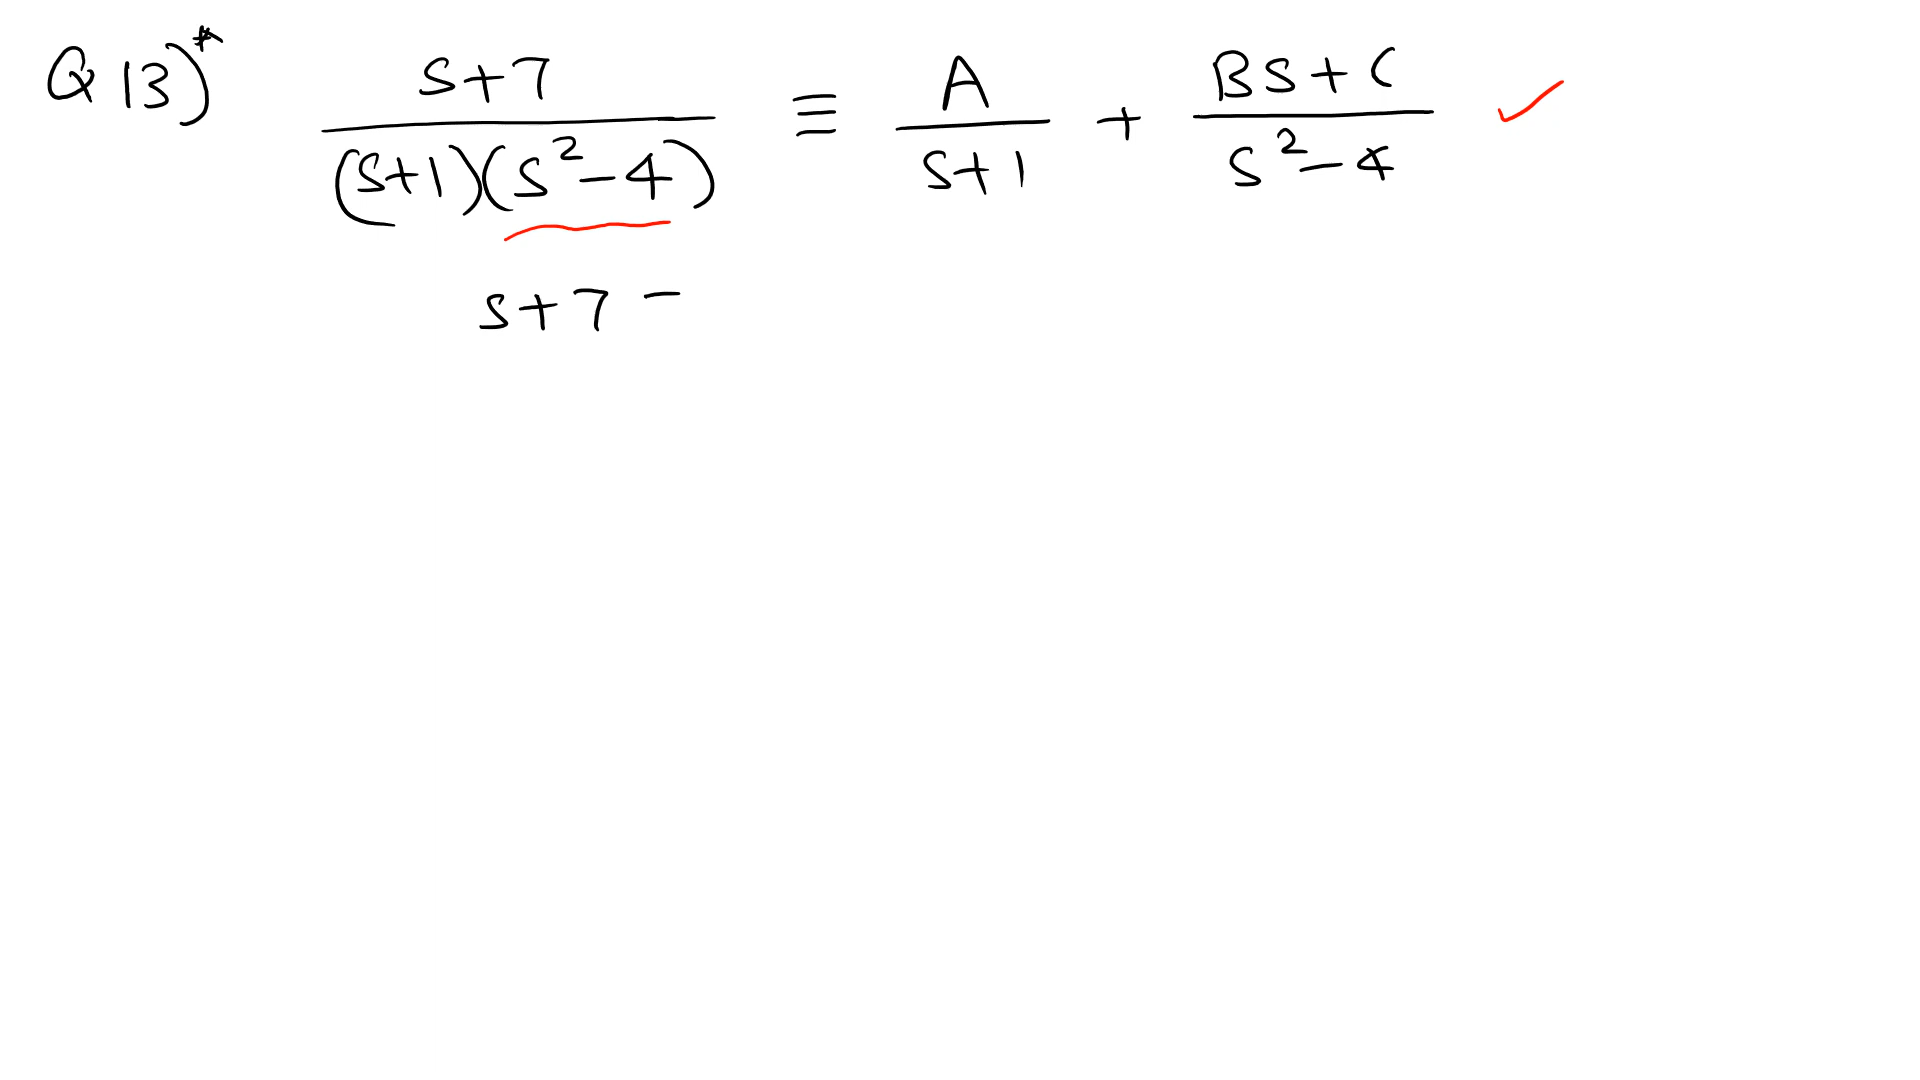 Q13)* (s+7)/((s+1)(s²-4)) ≡ A/(s+1) + (Bs+C)/(s²-4) ✓
s+7 -